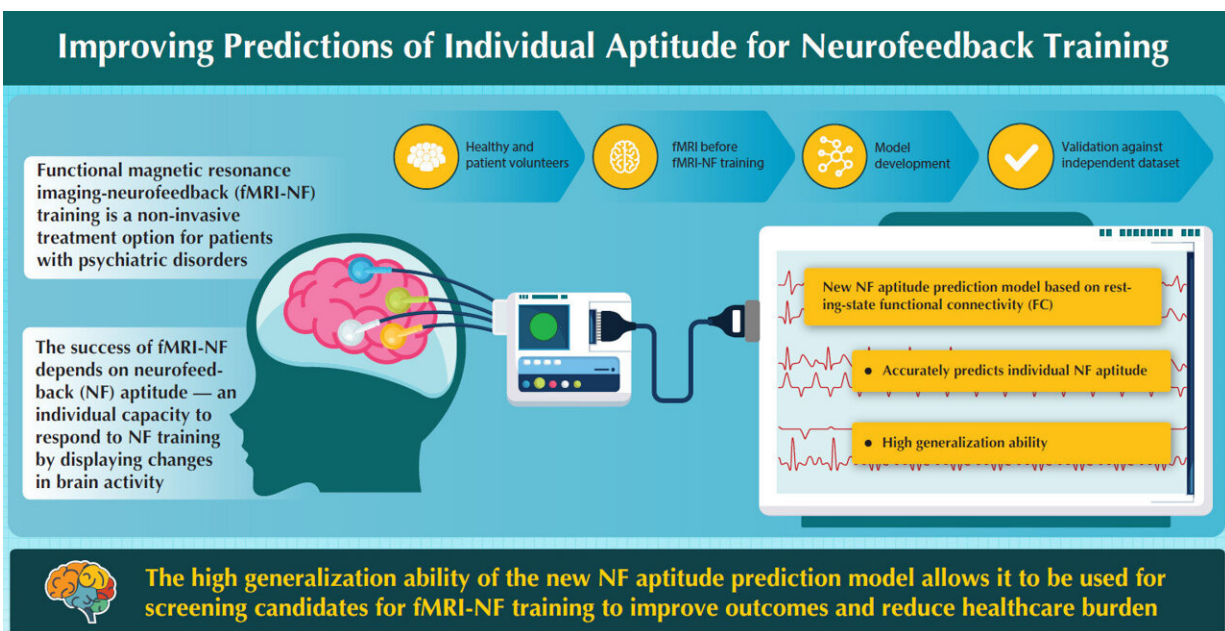 Improving Predictions of Individual Aptitude for Neurofeedback Training
Healthy and
patient volunteers
fMRI before
fMRI-NF training
Model
development
Validation against
independent dataset
Functional magnetic resonance
imaging-neurofeedback (fMRI-NF)
training is a non-invasive
treatment option for patients
with psychiatric disorders
The success of fMRI-NF
depends on neurofeed-
back (NF) aptitude — an
individual capacity to
respond to NF training
by displaying changes
in brain activity
New NF aptitude prediction model based on rest-
ing-state functional connectivity (FC)
● Accurately predicts individual NF aptitude
● High generalization ability
The high generalization ability of the new NF aptitude prediction model allows it to be used for
screening candidates for fMRI-NF training to improve outcomes and reduce healthcare burden